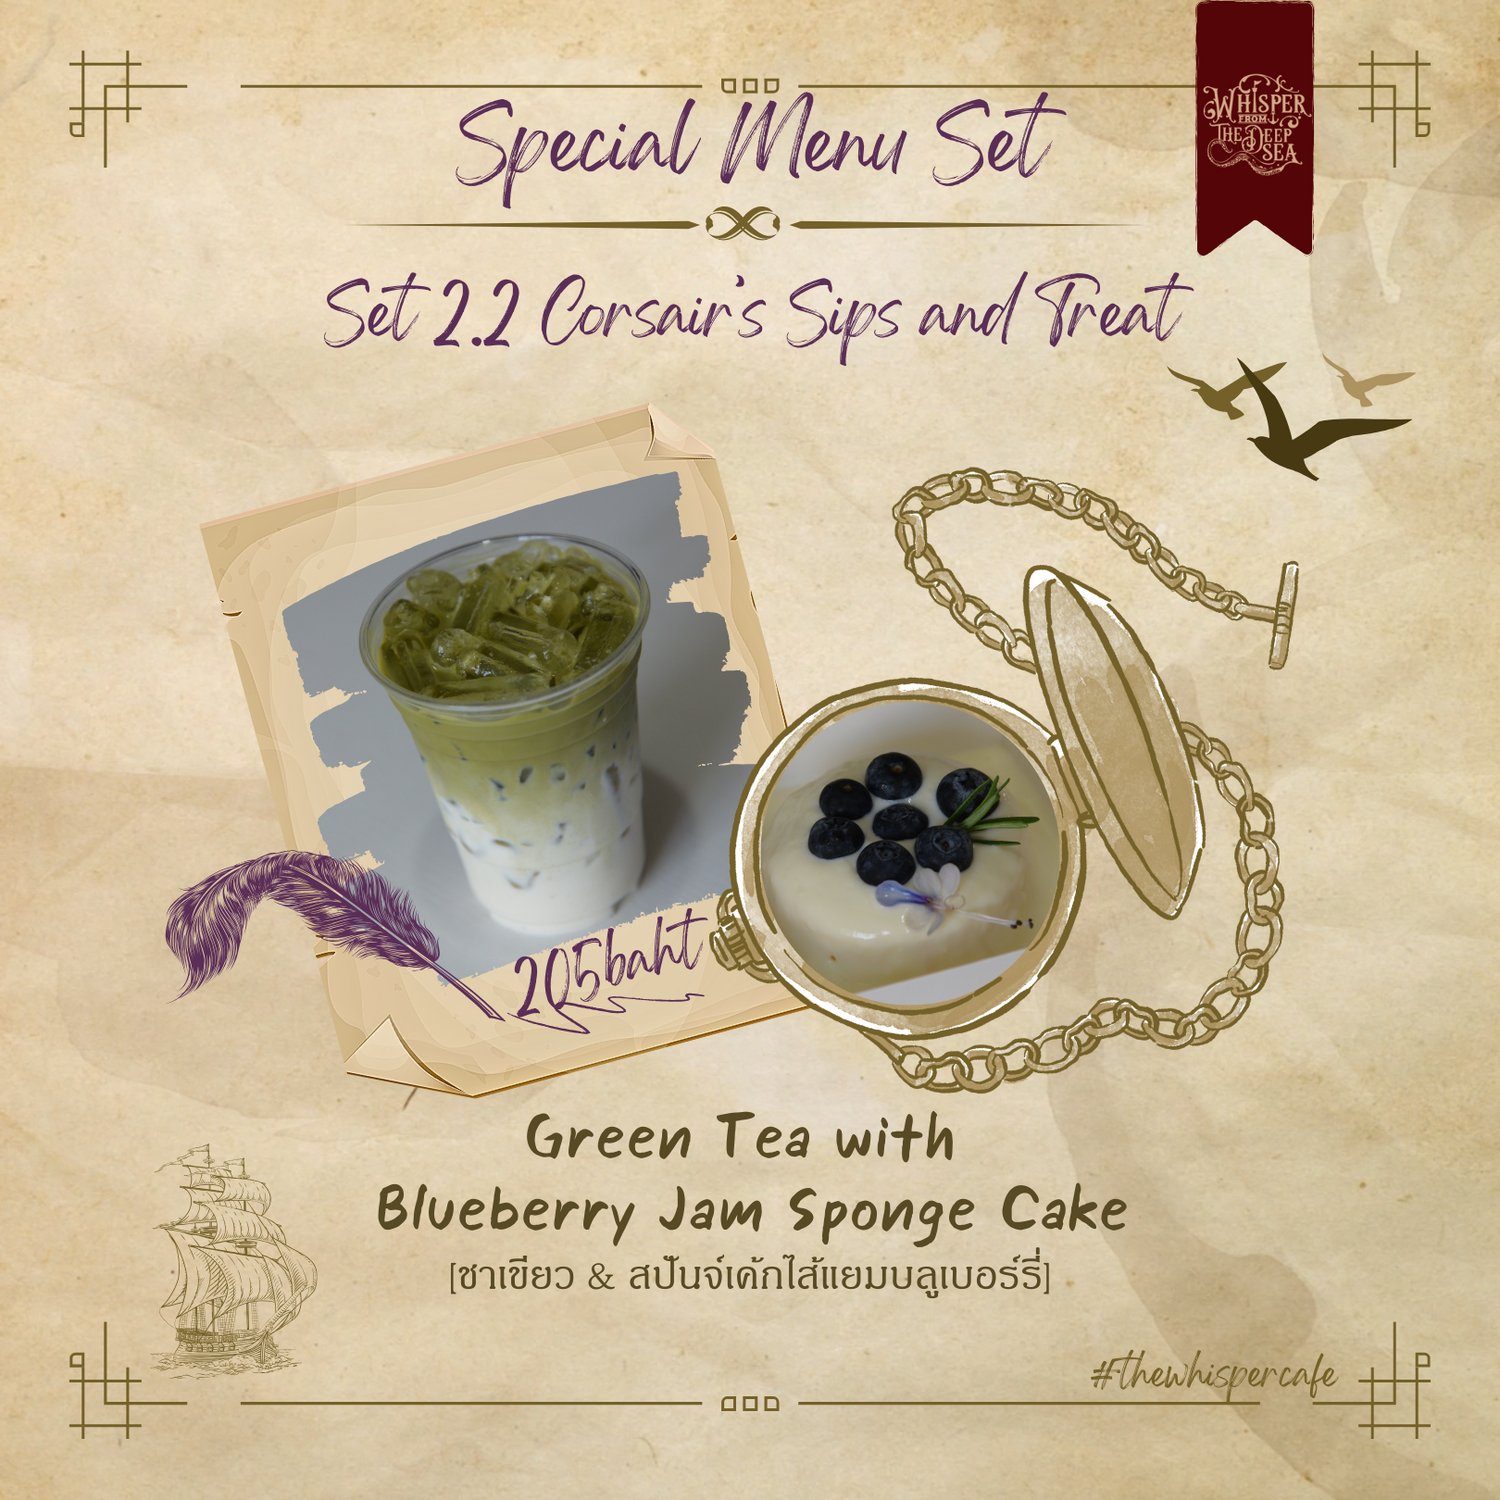 WHISPER
FROM
THE DEEP
SEA
Special Menu Set
Set 2.2 Corsair's Sips and Treat
205baht
Green Tea with
Blueberry Jam Sponge Cake
[ชาเขียว & สปันจ์เค้กไส้แยมบลูเบอร์รี่]
#thewhispercafe